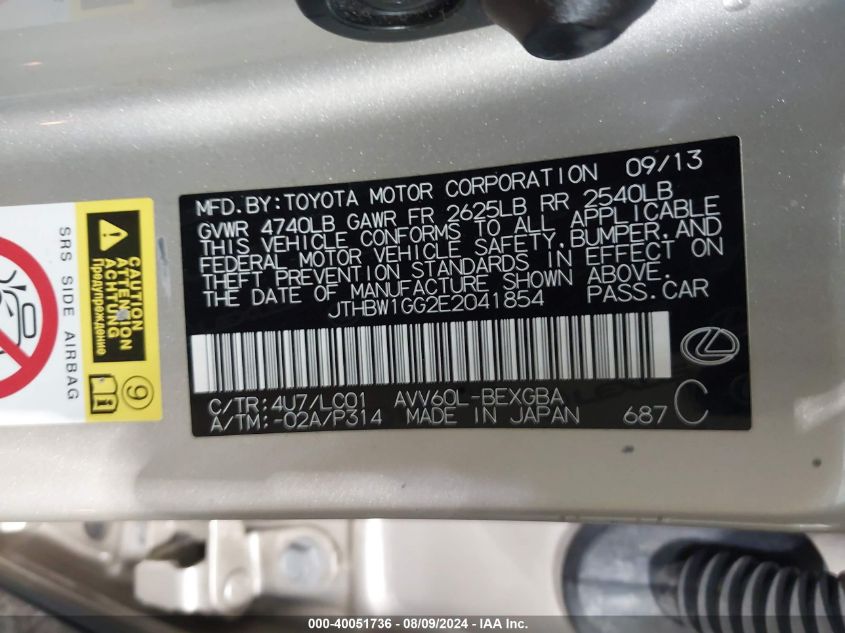 MFD. BY: TOYOTA MOTOR CORPORATION 09/13
GVWR 4740LB GAWR FR 2625LB RR 2540LB
THIS VEHICLE CONFORMS TO ALL APPLICABLE
FEDERAL MOTOR VEHICLE SAFETY, BUMPER, AND
THEFT PREVENTION STANDARDS IN EFFECT ON
THE DATE OF MANUFACTURE SHOWN ABOVE.
JTHBW1GG2E2041854 PASS. CAR
C/TR: 4U7/LC01 AVV60L-BEXGBA
A/TM: -02A/P314 MADE IN JAPAN 687 C
SRS SIDE AIRBAG
CAUTION
ATTENTION
ACHTUNG
Предупреждение
9
000-40051736 - 08/09/2024 - IAA Inc.